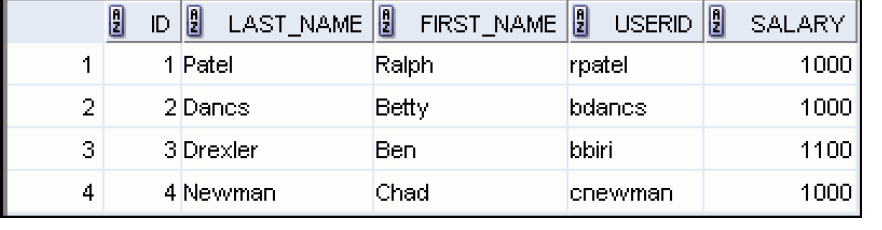 ID LAST_NAME FIRST_NAME USERID SALARY
1 1 Patel Ralph rpatel 1000
2 2 Dancs Betty bdancs 1000
3 3 Drexler Ben bbiri 1100
4 4 Newman Chad cnewman 1000